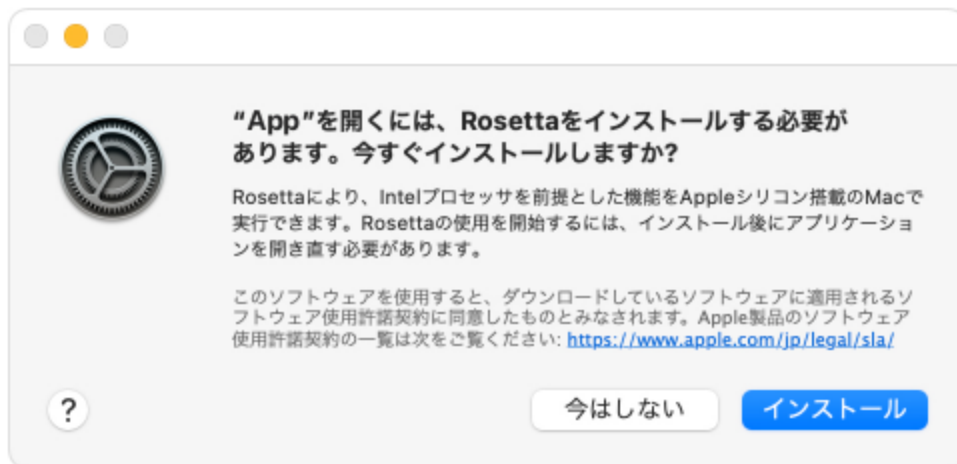 “App”を開くには、Rosettaをインストールする必要が
あります。今すぐインストールしますか?
Rosettaにより、Intelプロセッサを前提とした機能をAppleシリコン搭載のMacで
実行できます。Rosettaの使用を開始するには、インストール後にアプリケーショ
ンを開き直す必要があります。
このソフトウェアを使用すると、ダウンロードしているソフトウェアに適用されるソ
フトウェア使用許諾契約に同意したものとみなされます。Apple製品のソフトウェア
使用許諾契約の一覧は次をご覧ください: https://www.apple.com/jp/legal/sla/
?
今はしない
インストール